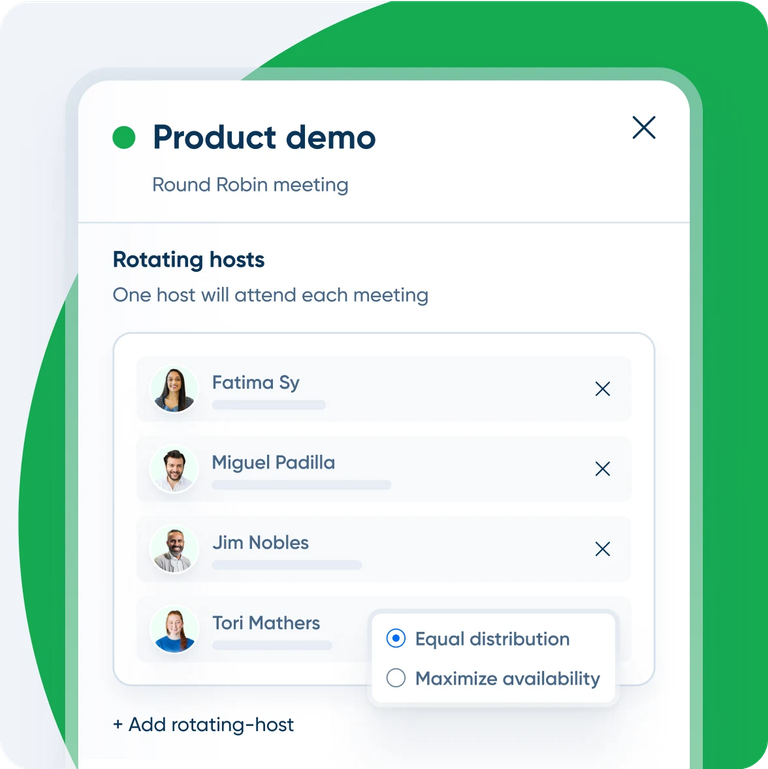 Product demo
Round Robin meeting
Rotating hosts
One host will attend each meeting
Fatima Sy
Miguel Padilla
Jim Nobles
Tori Mathers
Equal distribution
Maximize availability
+ Add rotating-host